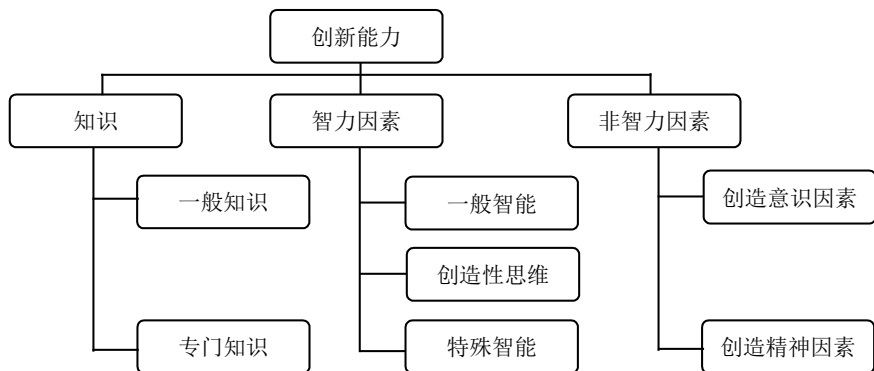 创新能力
知识
智力因素
非智力因素
一般知识
一般智能
创造意识因素
创造性思维
专门知识
特殊智能
创造精神因素